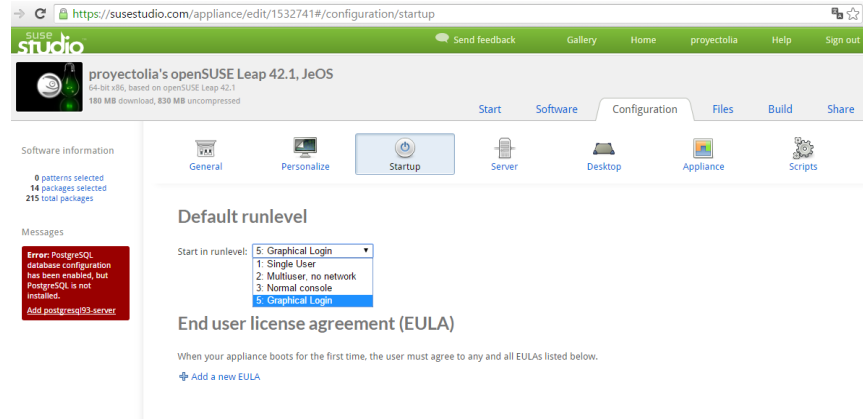 https://susestudio.com/appliance/edit/1532741#/configuration/startup
suse
studio
Send feedback
Gallery
Home
proyectolia
Help
Sign out
proyectolia's openSUSE Leap 42.1, JeOS
64-bit x86, based on openSUSE Leap 42.1
180 MB download, 830 MB uncompressed
Start
Software
Configuration
Files
Build
Share
Software information
0 patterns selected
14 packages selected
215 total packages
Messages
Error: PostgreSQL
database configuration
has been enabled, but
PostgreSQL is not
installed.
Add postgresql93-server
General
Personalize
Startup
Server
Desktop
Appliance
Scripts
Default runlevel
Start in runlevel: 5: Graphical Login
1: Single User
2: Multiuser, no network
3: Normal console
5: Graphical Login
End user license agreement (EULA)
When your appliance boots for the first time, the user must agree to any and all EULAs listed below.
Add a new EULA